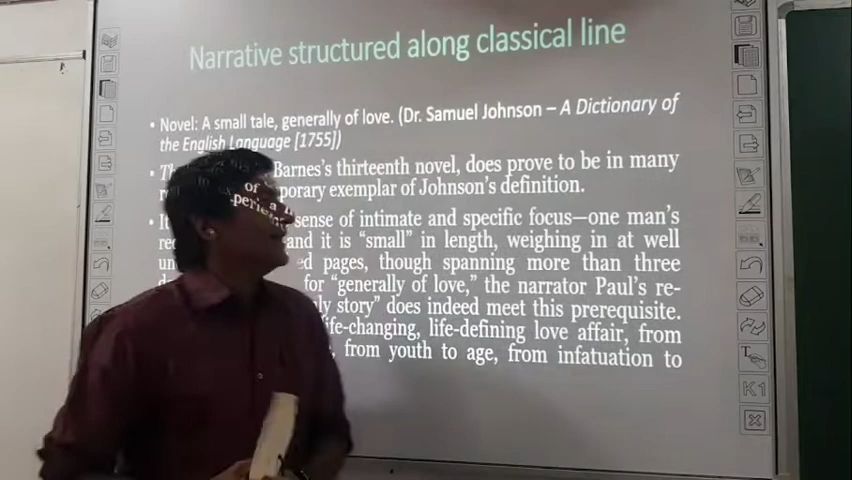 Narrative structured along classical line
• Novel: A small tale, generally of love. (Dr. Samuel Johnson – A Dictionary of
the English Language [1755])
Barnes's thirteenth novel, does prove to be in many
porary exemplar of Johnson's definition.
sense of intimate and specific focus—one man's
and it is "small" in length, weighing in at well
pages, though spanning more than three
for "generally of love," the narrator Paul's re-
story" does indeed meet this prerequisite.
life-changing, life-defining love affair, from
, from youth to age, from infatuation to